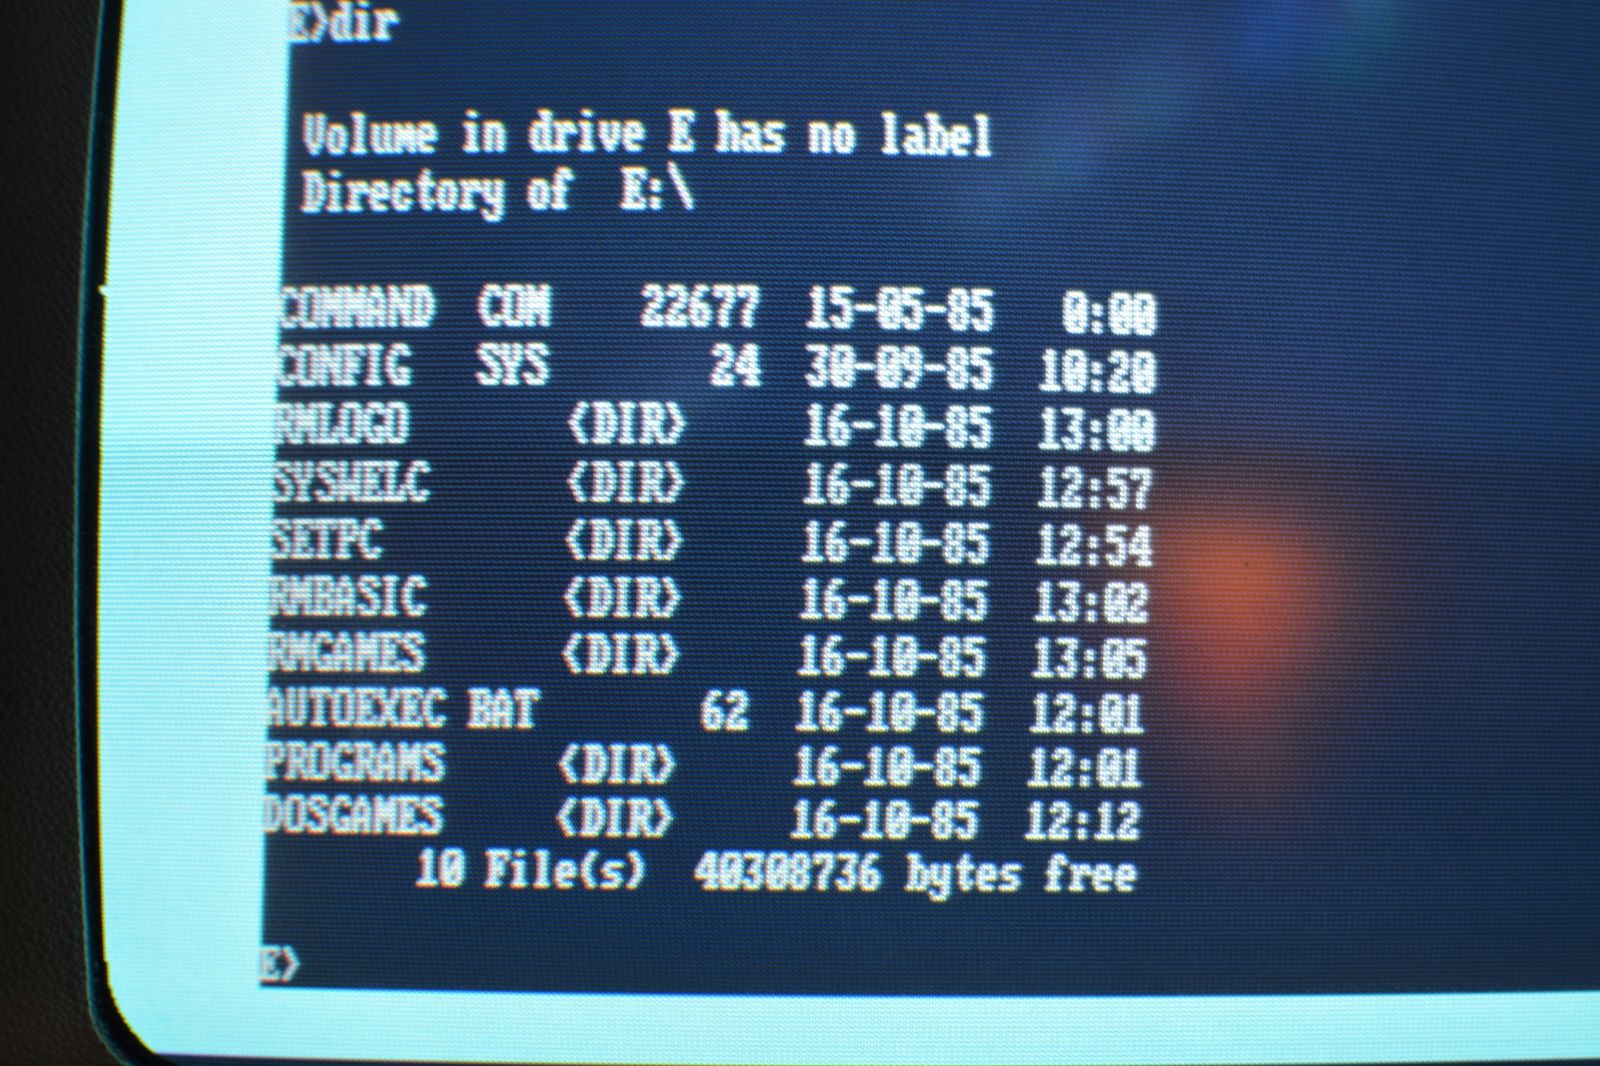 E>dir
Volume in drive E has no label
Directory of  E:\
COMMAND  COM    22677  15-05-85   0:00
CONFIG   SYS       24  30-09-85  10:20
RMLOGO       <DIR>     16-10-85  13:00
SYSWELC      <DIR>     16-10-85  12:57
SETPC        <DIR>     16-10-85  12:54
RMBASIC      <DIR>     16-10-85  13:02
RMGAMES      <DIR>     16-10-85  13:05
AUTOEXEC BAT       62  16-10-85  12:01
PROGRAMS     <DIR>     16-10-85  12:01
DOSGAMES     <DIR>     16-10-85  12:12
10 File(s)  40308736 bytes free
E>